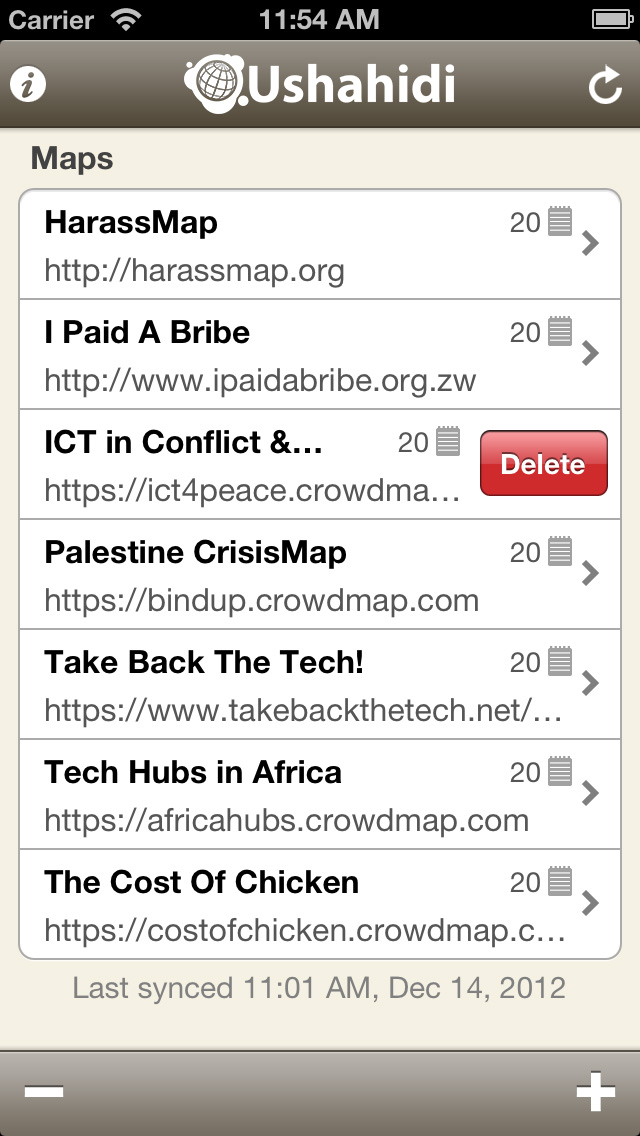 Carrier 11:54 AM
Ushahidi
Maps
HarassMap 20
http://harassmap.org
I Paid A Bribe 20
http://www.ipaidabribe.org.zw
ICT in Conflict &... 20
Delete
https://ict4peace.crowdma...
Palestine CrisisMap 20
https://bindup.crowdmap.com
Take Back The Tech! 20
https://www.takebackthetech.net/...
Tech Hubs in Africa 20
https://africahubs.crowdmap.com
The Cost Of Chicken 20
https://costofchicken.crowdmap.c...
Last synced 11:01 AM, Dec 14, 2012